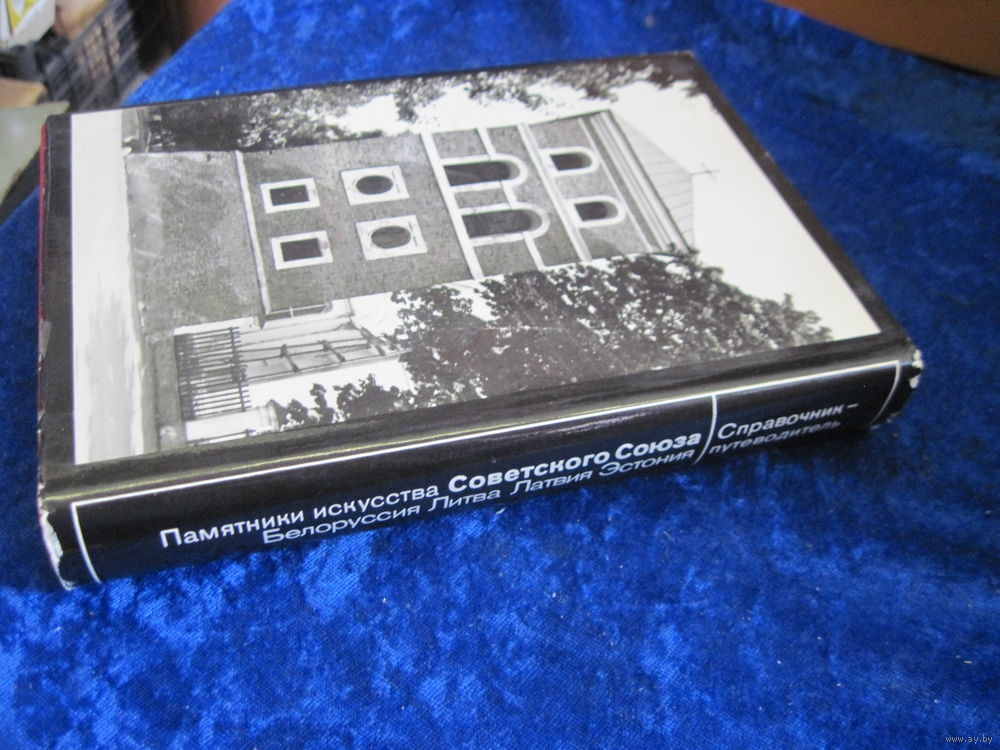 Памятники искусства Советского Союза
Белоруссия Литва Латвия Эстония
Справочник –
путеводитель
www.ay.by